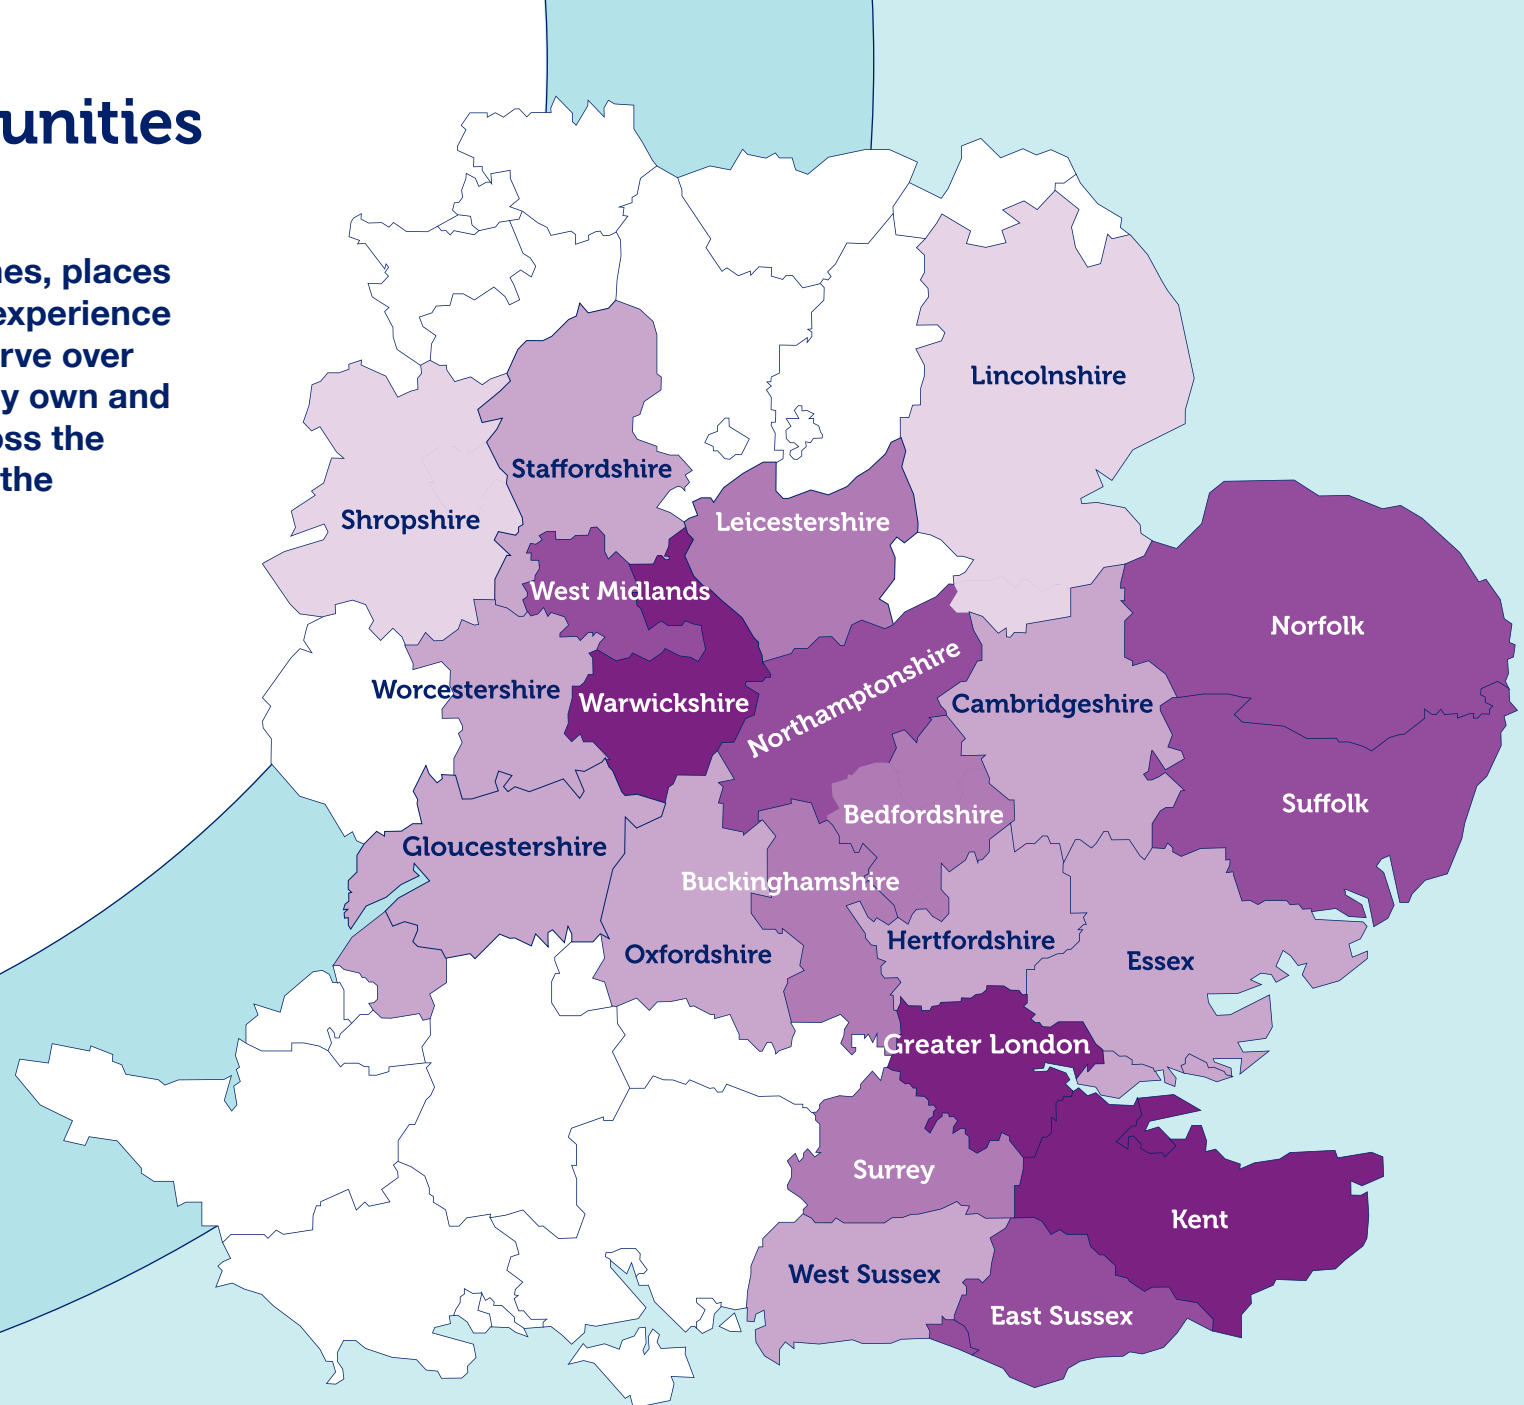 unities
es, places
experience
rve over
y own and
oss the
the
Lincolnshire
Staffordshire
Shropshire
Leicestershire
West Midlands
Norfolk
Worcestershire
Warwickshire
Northamptonshire
Cambridgeshire
Suffolk
Bedfordshire
Gloucestershire
Buckinghamshire
Hertfordshire
Oxfordshire
Essex
Greater London
Surrey
Kent
West Sussex
East Sussex